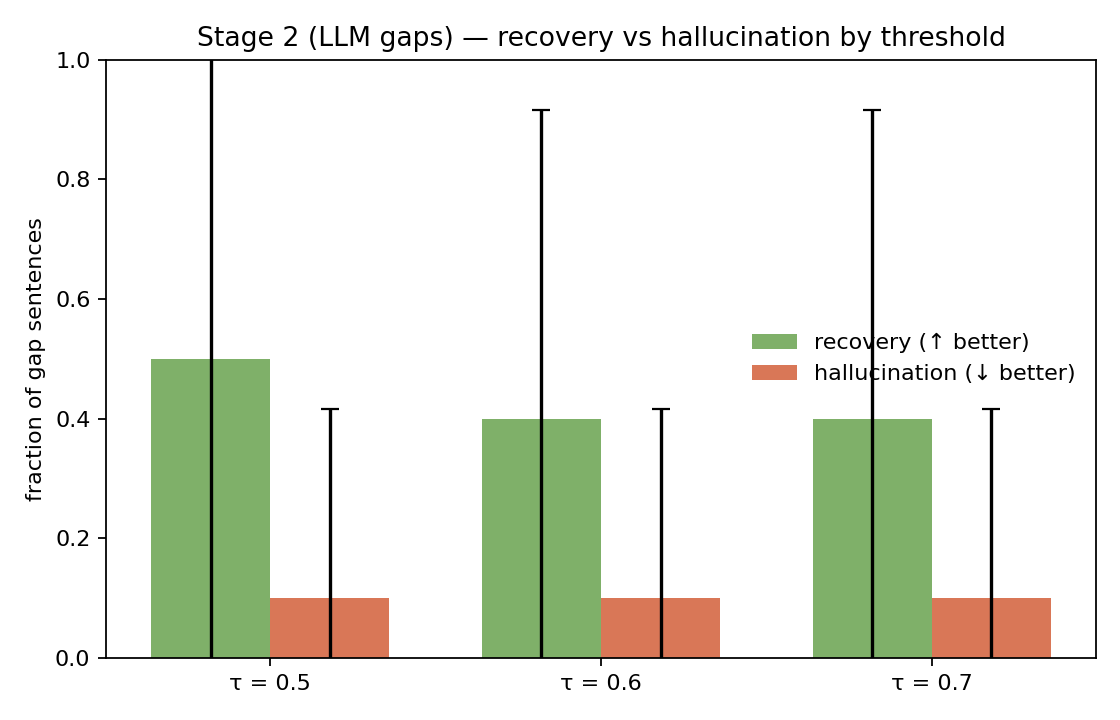 Stage 2 (LLM gaps) — recovery vs hallucination by threshold
fraction of gap sentences
1.0
0.8
0.6
0.4
0.2
0.0
recovery (↑ better)
hallucination (↓ better)
τ = 0.5
τ = 0.6
τ = 0.7